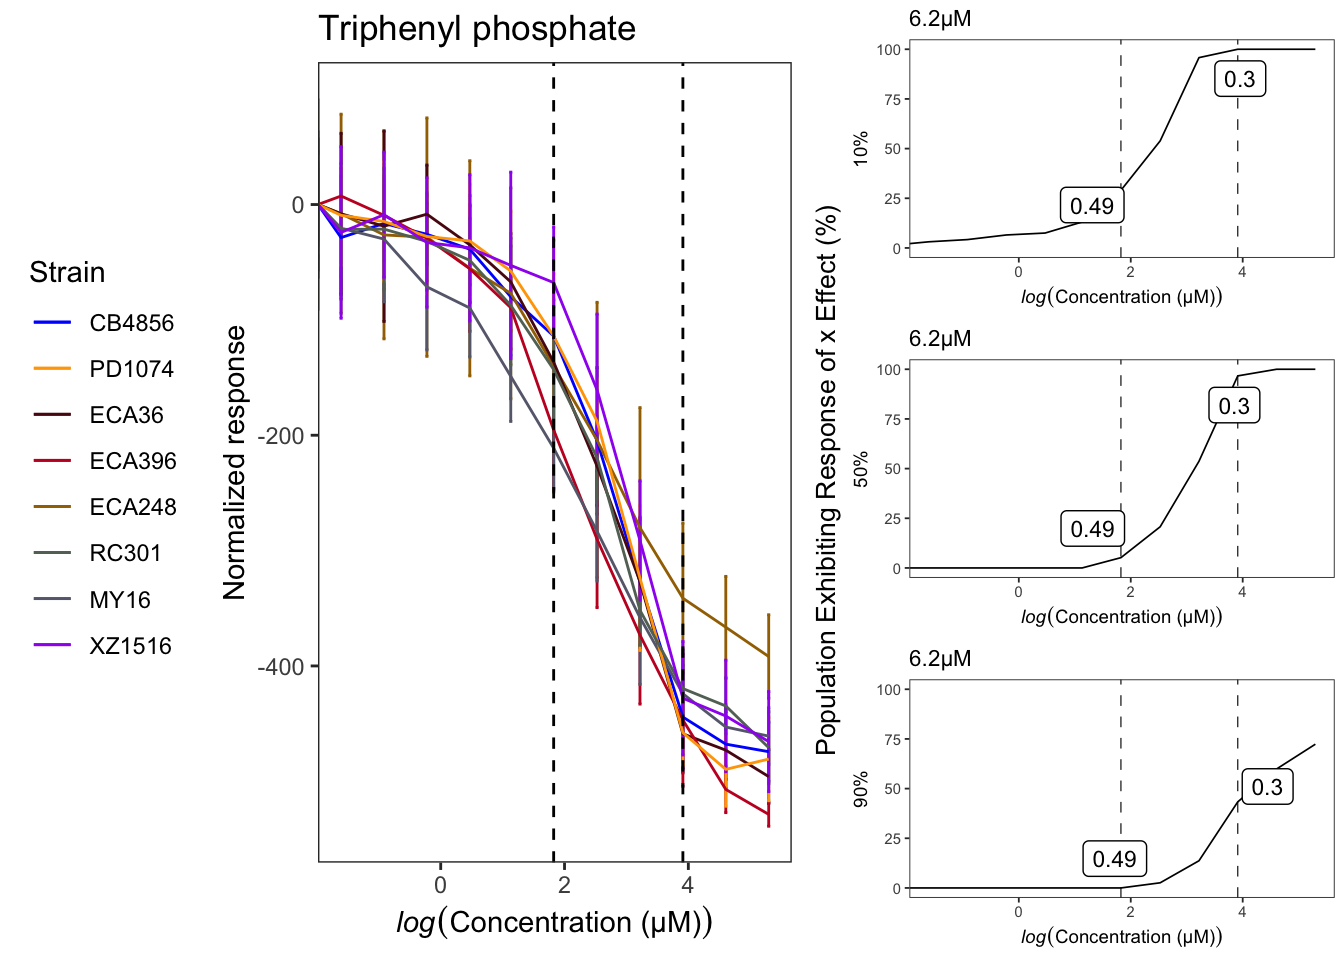 Triphenyl phosphate
Strain
CB4856
PD1074
ECA36
ECA396
ECA248
RC301
MY16
XZ1516
Normalized response
0
-200
-400
0
2
4
log(Concentration (µM))
Population Exhibiting Response of x Effect (%)
6.2µM
10%
100
75
50
25
0
0.49
0.3
0
2
4
log(Concentration (µM))
6.2µM
50%
100
75
50
25
0
0.49
0.3
0
2
4
log(Concentration (µM))
6.2µM
90%
100
75
50
25
0
0.49
0.3
0
2
4
log(Concentration (µM))